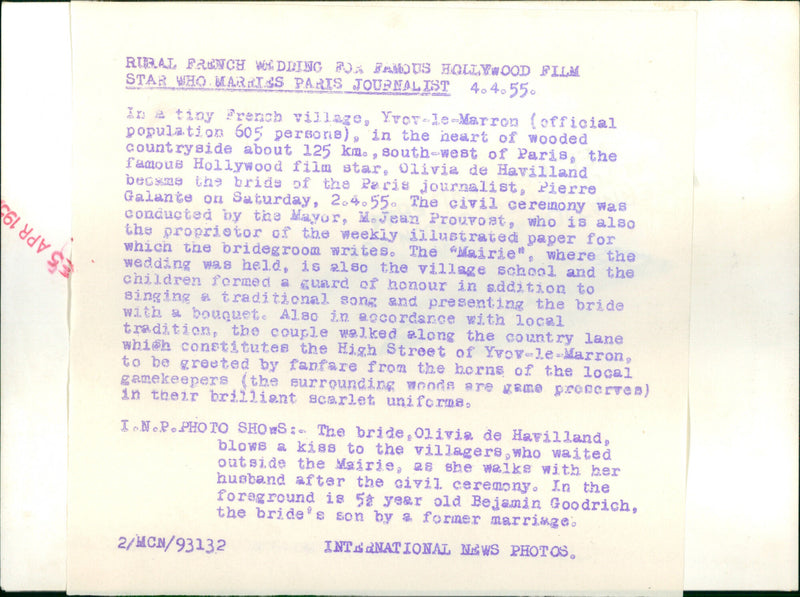 RURAL FRENCH WEDDING FOR FAMOUS HOLLYWOOD FILM
STAR WHO MARRIES PARIS JOURNALIST 4.4.55.
In a tiny French village, Yvov-le-Marron (official
population 605 persons), in the heart of wooded
countryside about 125 km., south-west of Paris, the
famous Hollywood film star, Olivia de Havilland
became the bride of the Paris journalist, Pierre
Galante on Saturday, 2.4.55. The civil ceremony was
conducted by the Mayor, M.Jean Prouvost, who is also
the proprietor of the weekly illustrated paper for
which the bridegroom writes. The "Mairie", where the
wedding was held, is also the village school and the
children formed a guard of honour in addition to
singing a traditional song and presenting the bride
with a bouquet. Also in accordance with local
tradition, the couple walked along the country lane
which constitutes the High Street of Yvov-le-Marron,
to be greeted by fanfare from the horns of the local
gamekeepers (the surrounding woods are game preserves)
in their brilliant scarlet uniforms.
I.N.P.PHOTO SHOWS:- The bride,Olivia de Havilland,
blows a kiss to the villagers,who waited
outside the Mairie, as she walks with her
husband after the civil ceremony. In the
foreground is 5½ year old Bejamin Goodrich,
the bride's son by a former marriage.
2/MCN/93132 INTERNATIONAL NEWS PHOTOS.
APR 195